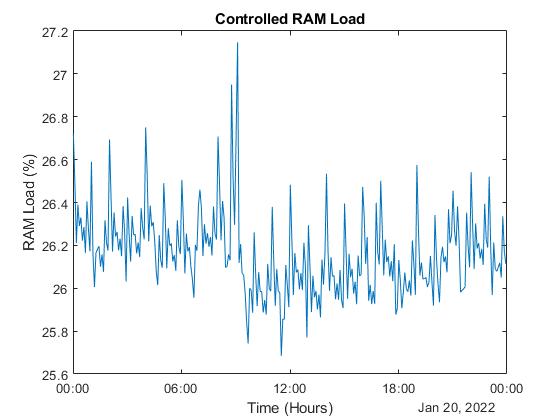 Controlled RAM Load
27.2
27
26.8
26.6
26.4
26.2
26
25.8
25.6
RAM Load (%)
00:00 06:00 12:00 18:00 00:00
Time (Hours)
Jan 20, 2022